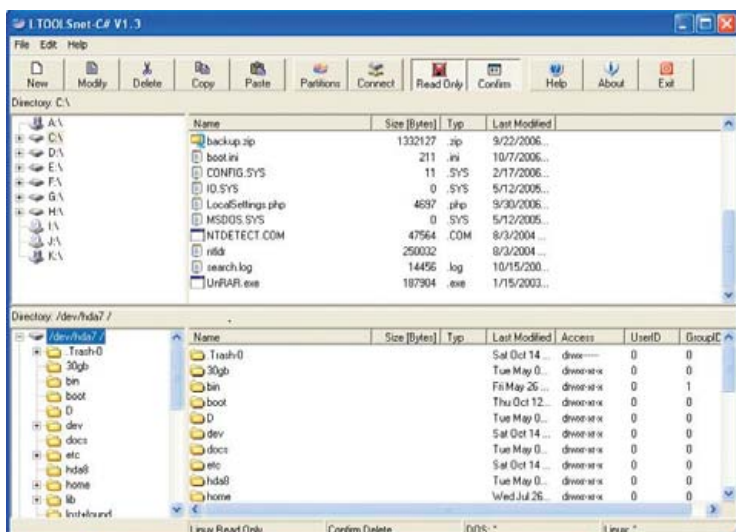 LTOOLSnet-C# V1.3
File Edit Help
New Modify Delete Copy Paste Partitions Connect Read Only Confirm Help About Exit
Directory: C:\
A:\
C:\
D:\
E:\
F:\
G:\
H:\
I:\
J:\
K:\
Name Size [Bytes] Typ Last Modified
backup.zip 1332127 .zip 9/22/2006...
boot.ini 211 .ini 10/7/2006...
CONFIG.SYS 11 .SYS 2/17/2006...
IO.SYS 0 .SYS 5/12/2005...
LocalSettings.php 4697 .php 9/30/2006...
MSDOS.SYS 0 .SYS 5/12/2005...
NTDETECT.COM 47564 .COM 8/3/2004 ...
ntldr 250032 8/3/2004 ...
search.log 14456 .log 10/15/200...
UnRAR.exe 187904 .exe 1/15/2003...
Directory: /dev/hda7 /
/dev/hda7 /
.Trash-0
30gb
bin
boot
D
dev
docs
etc
hda8
home
lib
lost+found
Name Size [Bytes] Typ Last Modified Access UserID GroupID
.Trash-0 Sat Oct 14 ... drwx------ 0 0
30gb Tue May 0... drwxr-xr-x 0 0
bin Fri May 26 ... drwxr-xr-x 0 1
boot Thu Oct 12... drwxr-xr-x 0 0
D Tue May 0... drwxr-xr-x 0 0
dev Sat Oct 14 ... drwxr-xr-x 0 0
docs Tue May 0... drwxr-xr-x 0 0
etc Sat Oct 14 ... drwxr-xr-x 0 0
hda8 Tue May 0... drwxr-xr-x 0 0
home Wed Jul 26... drwxr-xr-x 0 0
Linux Read Only Confirm Delete DOS: * Linux: *